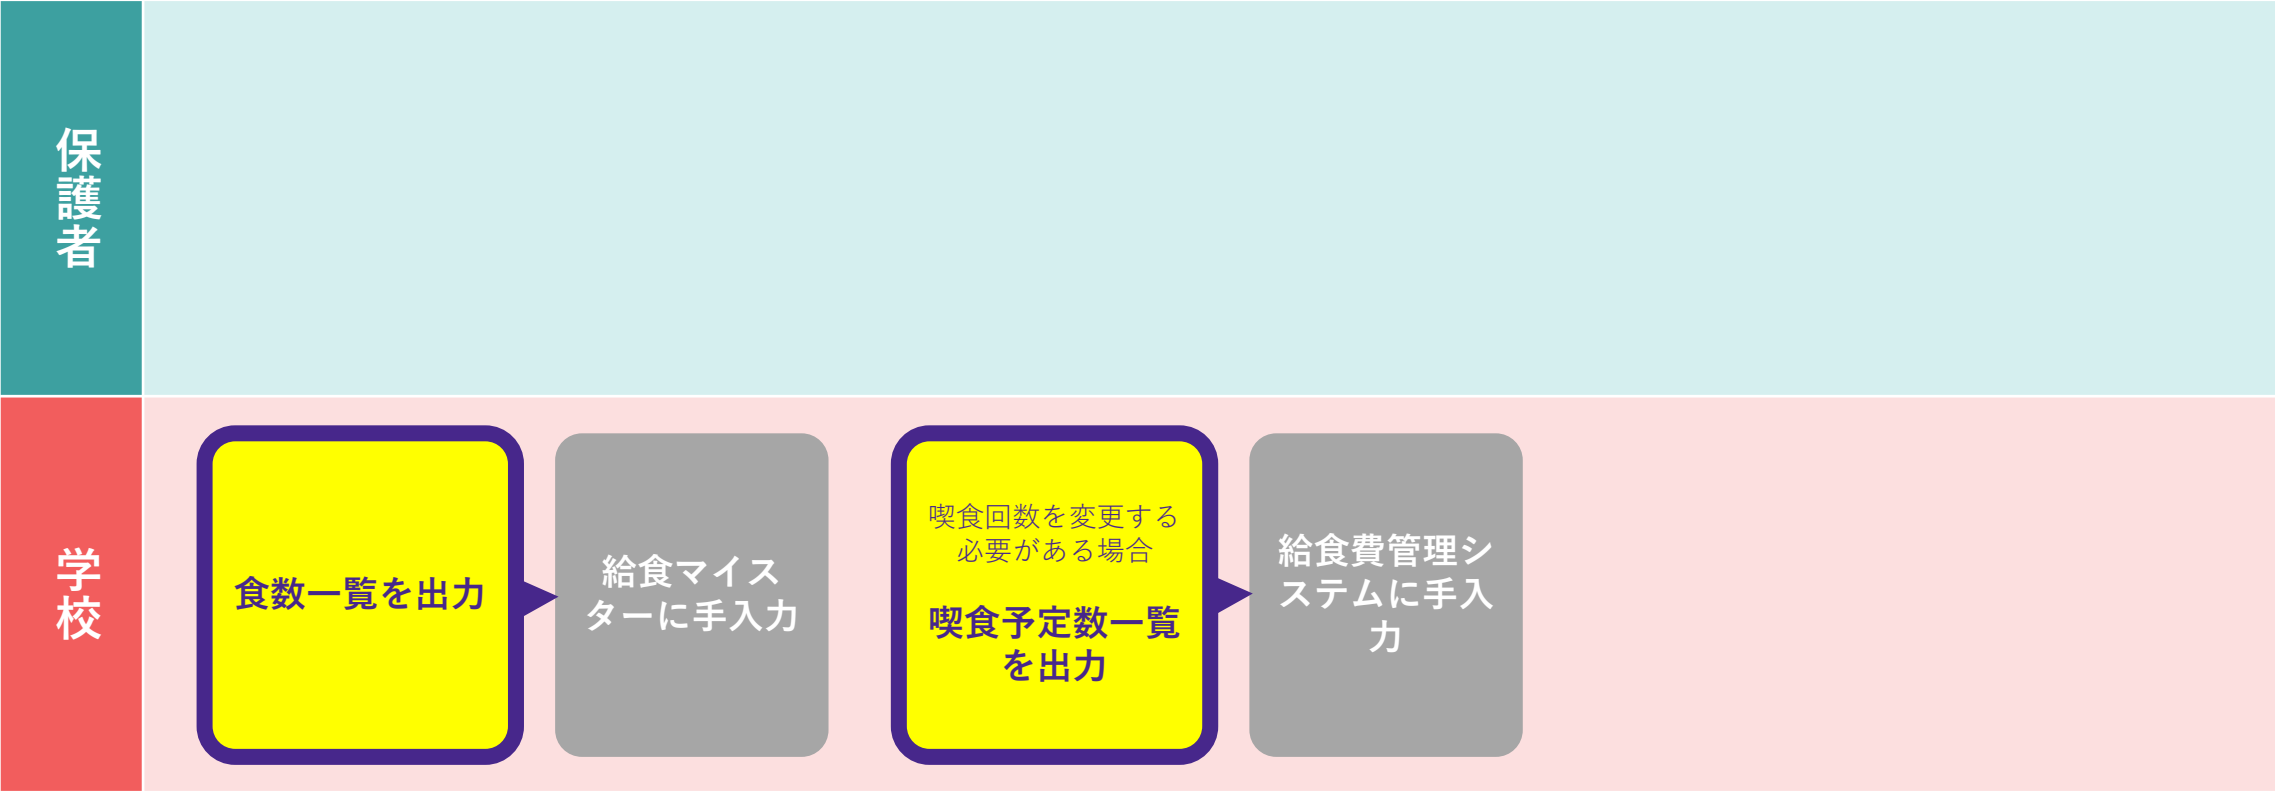 保護者
学校
食数一覧を出力
給食マイス
ターに手入力
喫食回数を変更する
必要がある場合
喫食予定数一覧
を出力
給食費管理シ
ステムに手入
力